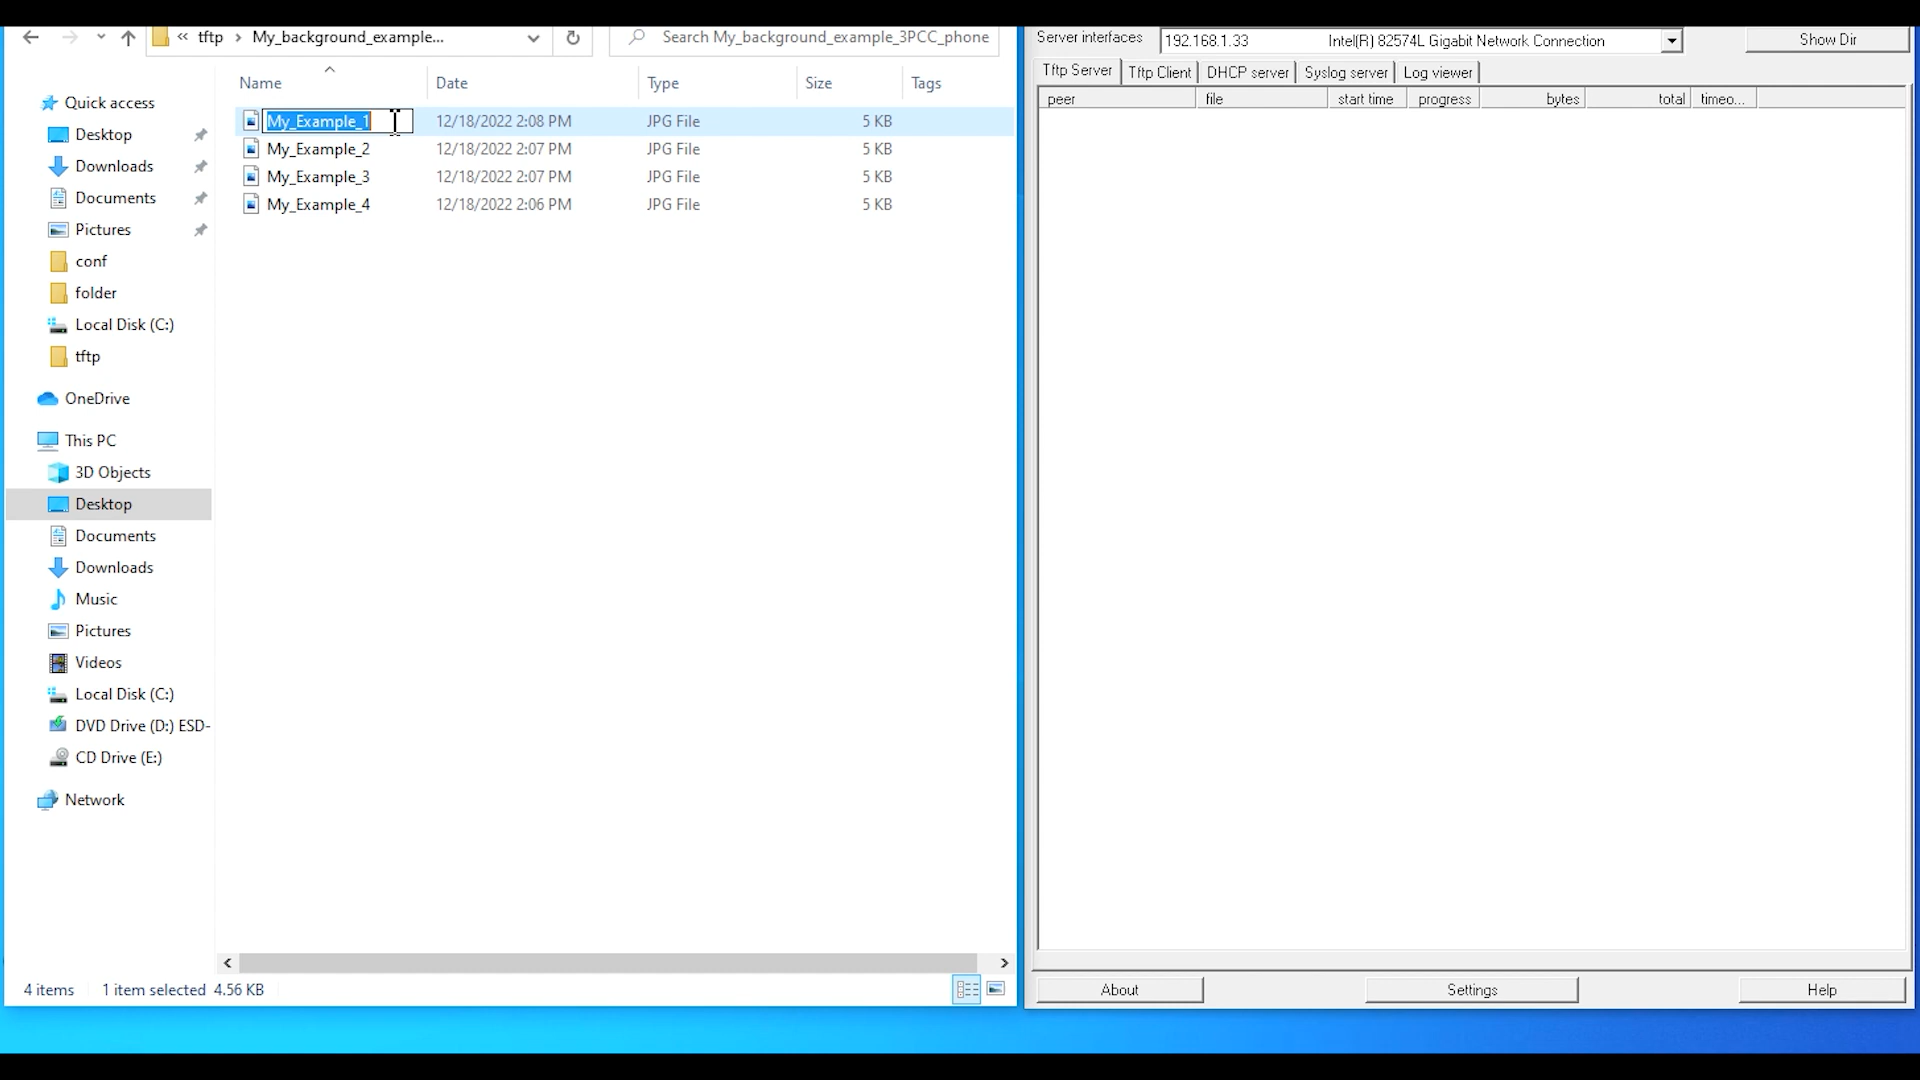 « tftp › My_background_example...
Search My_background_example_3PCC_phone
Name Date Type Size Tags
My_Example_1 12/18/2022 2:08 PM JPG File 5 KB
My_Example_2 12/18/2022 2:07 PM JPG File 5 KB
My_Example_3 12/18/2022 2:07 PM JPG File 5 KB
My_Example_4 12/18/2022 2:06 PM JPG File 5 KB
Quick access
Desktop
Downloads
Documents
Pictures
conf
folder
Local Disk (C:)
tftp
OneDrive
This PC
3D Objects
Desktop
Documents
Downloads
Music
Pictures
Videos
Local Disk (C:)
DVD Drive (D:) ESD-
CD Drive (E:)
Network
4 items 1 item selected 4.56 KB
Server interfaces 192.168.1.33 Intel(R) 82574L Gigabit Network Connection Show Dir
Tftp Server Tftp Client DHCP server Syslog server Log viewer
peer file start time progress bytes total timeo...
About Settings Help